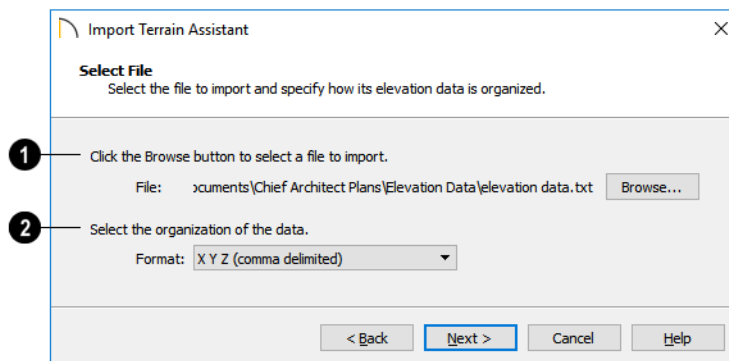 Import Terrain Assistant
Select File
Select the file to import and specify how its elevation data is organized.
1 Click the Browse button to select a file to import.
File: ocuments\Chief Architect Plans\Elevation Data\elevation data.txt Browse...
2 Select the organization of the data.
Format: X Y Z (comma delimited)
< Back Next > Cancel Help